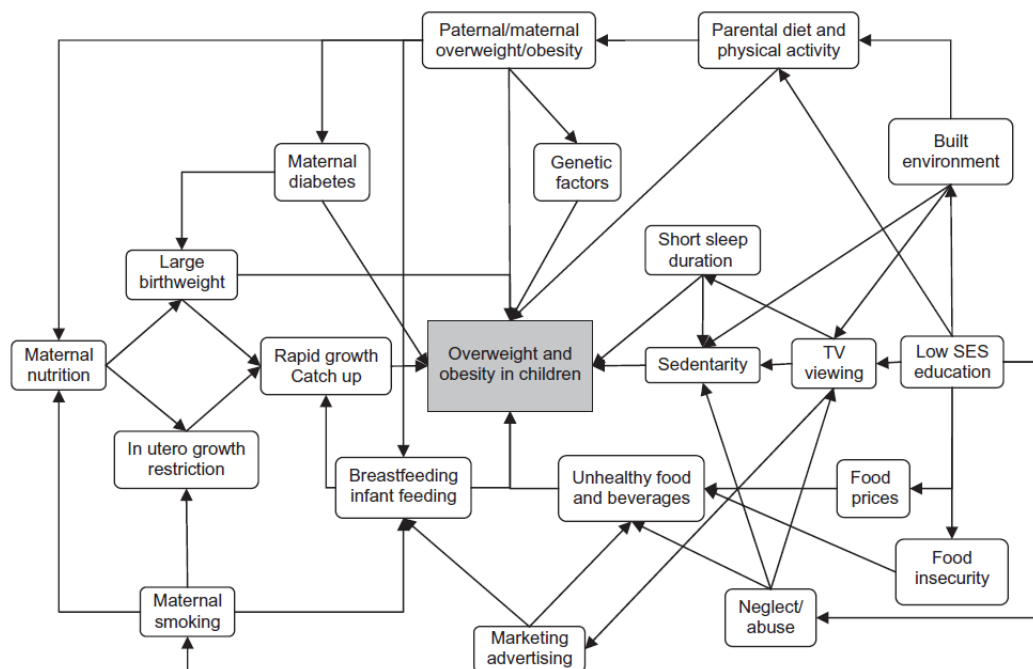 Paternal/maternal
overweight/obesity
Parental diet and
physical activity
Maternal
diabetes
Genetic
factors
Built
environment
Large
birthweight
Short sleep
duration
Maternal
nutrition
Rapid growth
Catch up
Overweight and
obesity in children
Sedentarity
TV
viewing
Low SES
education
In utero growth
restriction
Breastfeeding
infant feeding
Unhealthy food
and beverages
Food
prices
Food
insecurity
Maternal
smoking
Marketing
advertising
Neglect/
abuse